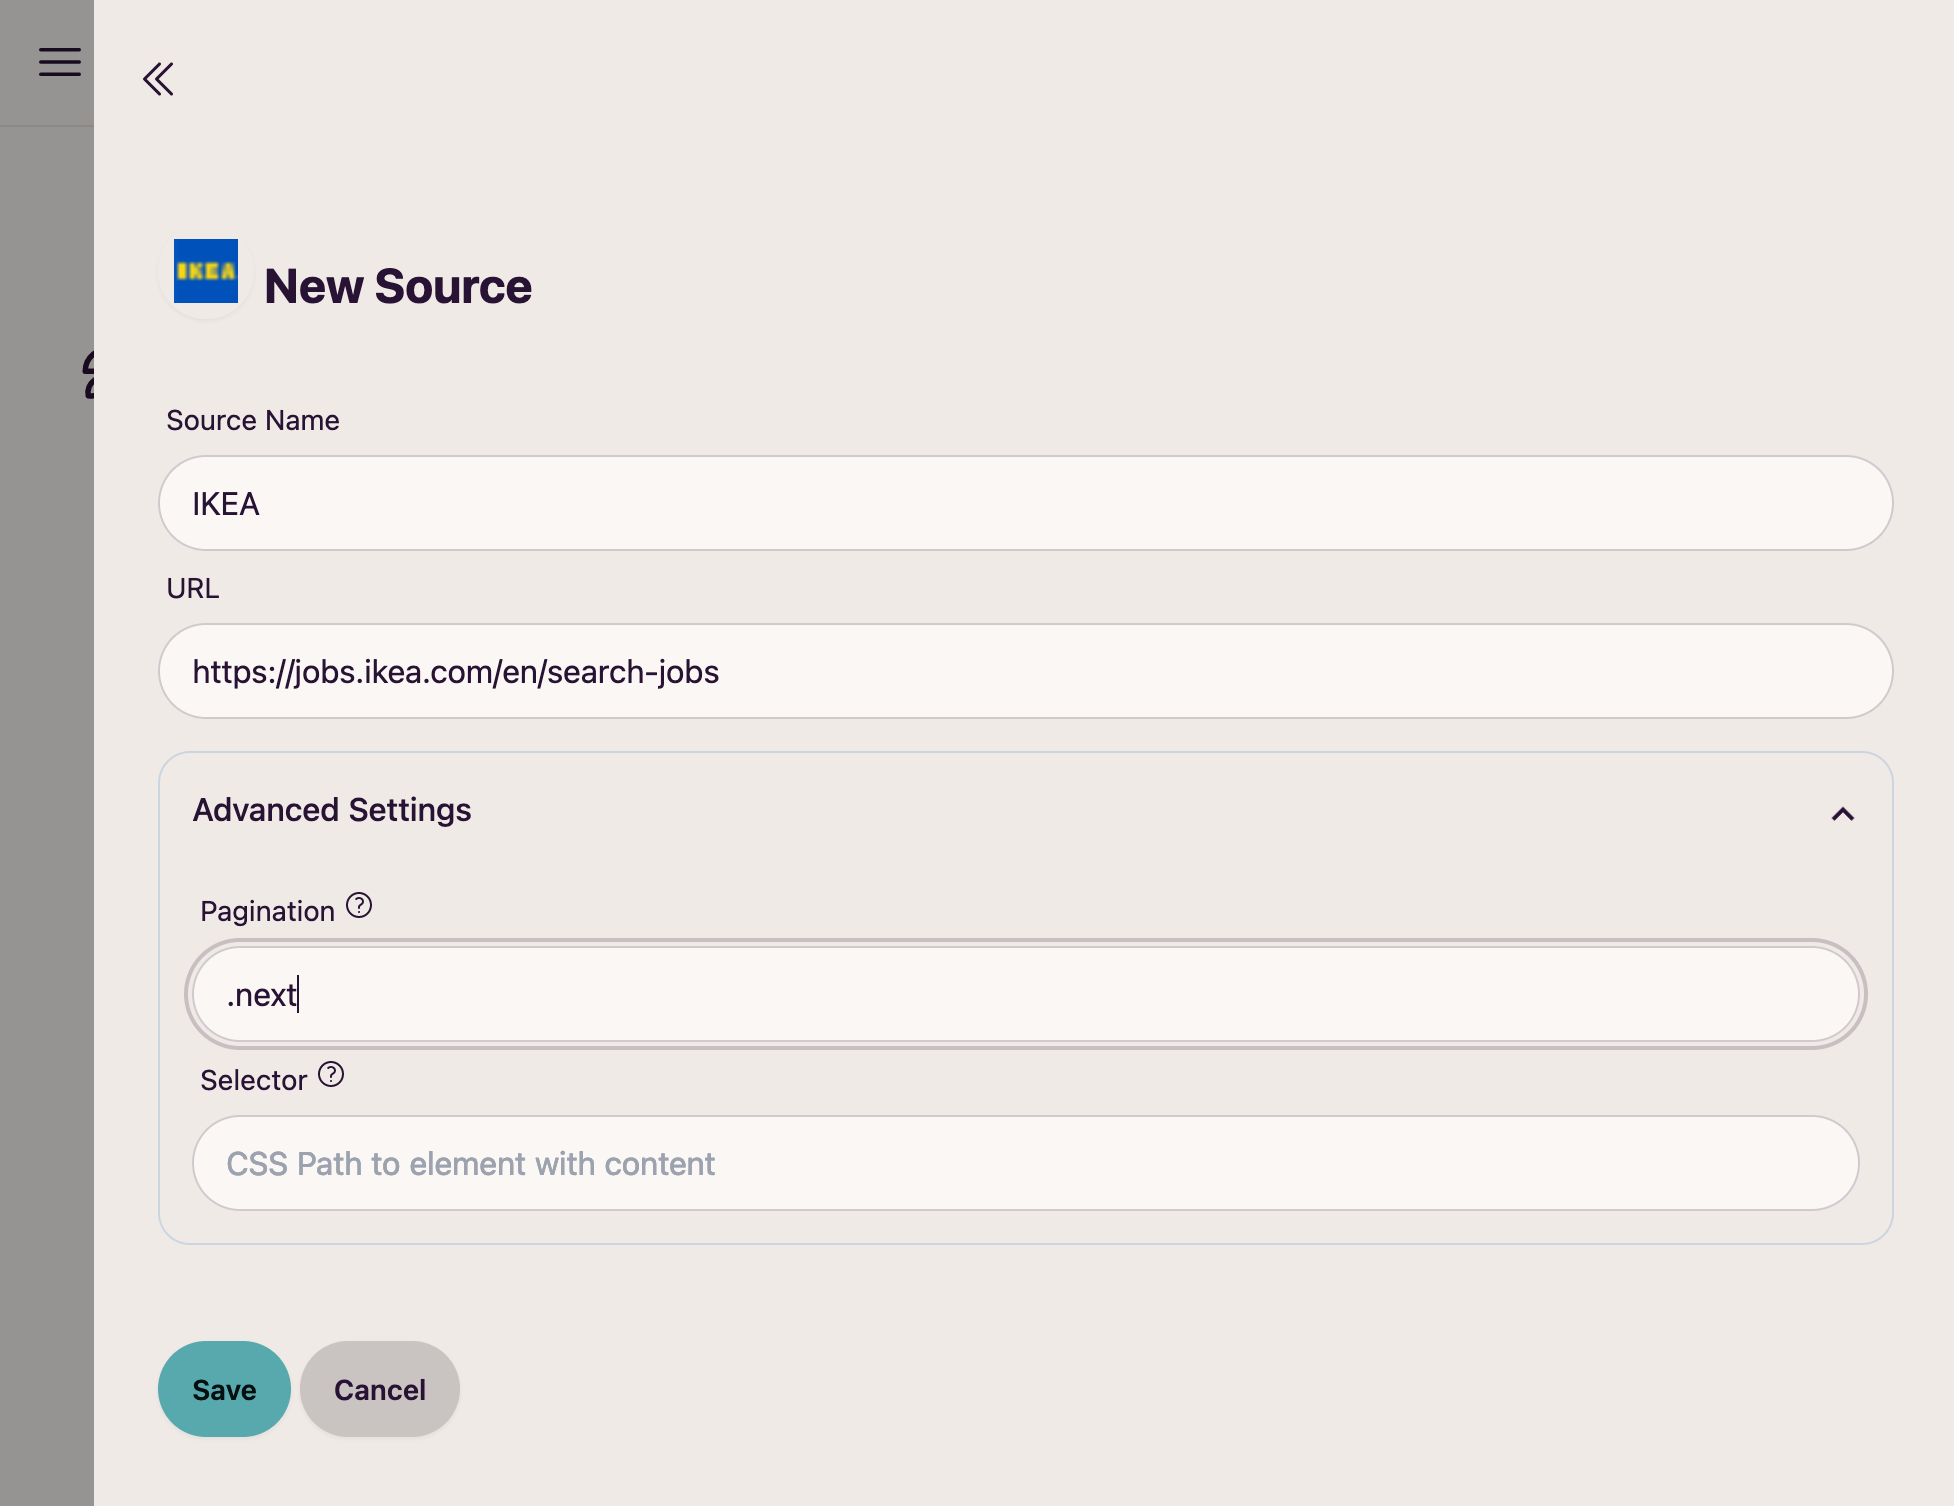 IKEA
New Source
Source Name
IKEA
URL
https://jobs.ikea.com/en/search-jobs
Advanced Settings
Pagination ?
.next
Selector ?
CSS Path to element with content
Save Cancel